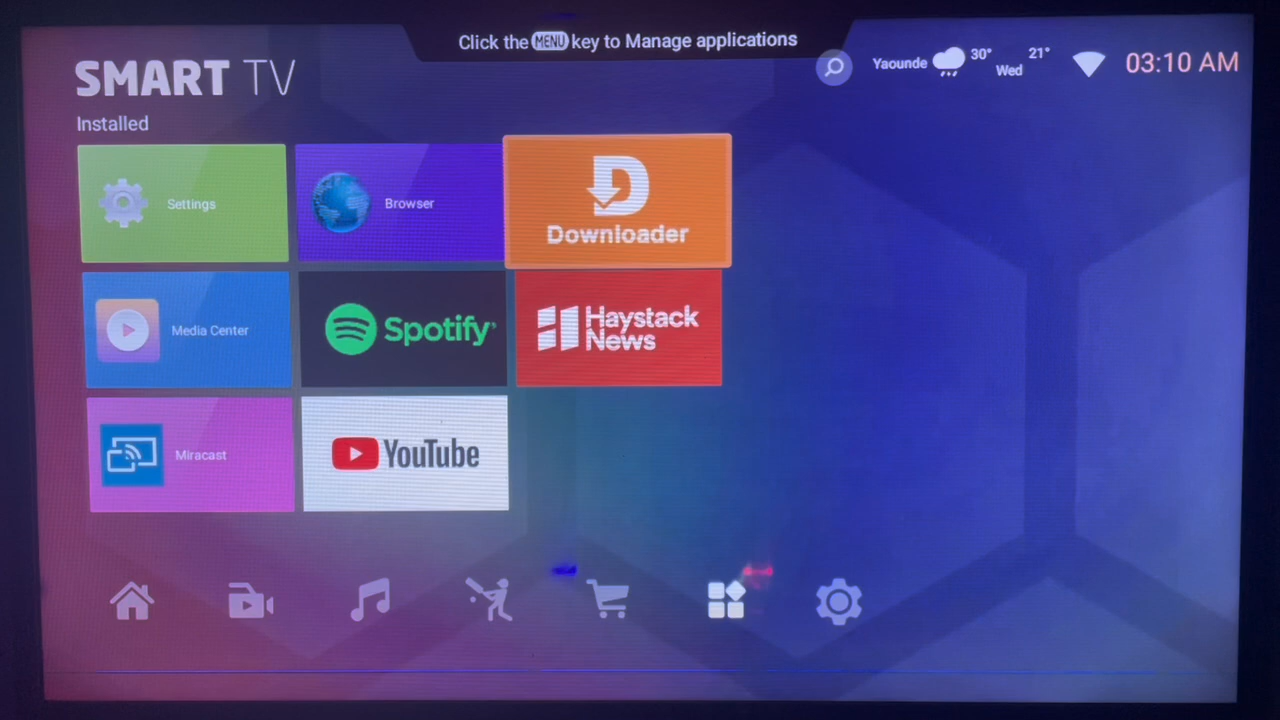 Click the MENU key to Manage applications
SMART TV
Yaounde 30° Wed 21° 03:10 AM
Installed
Settings
Browser
D
Downloader
Media Center
Spotify
Haystack
News
Miracast
YouTube